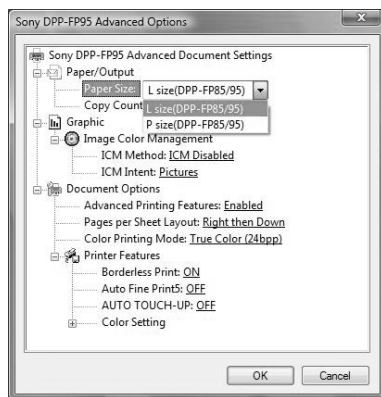 Sony DPP-FP95 Advanced Options
Sony DPP-FP95 Advanced Document Settings
Paper/Output
Paper Size: L size(DPP-FP85/95)
Copy Count L size(DPP-FP85/95)
P size(DPP-FP85/95)
Graphic
Image Color Management
ICM Method: ICM Disabled
ICM Intent: Pictures
Document Options
Advanced Printing Features: Enabled
Pages per Sheet Layout: Right then Down
Color Printing Mode: True Color (24bpp)
Printer Features
Borderless Print: ON
Auto Fine Print5: OFF
AUTO TOUCH-UP: OFF
Color Setting
OK Cancel